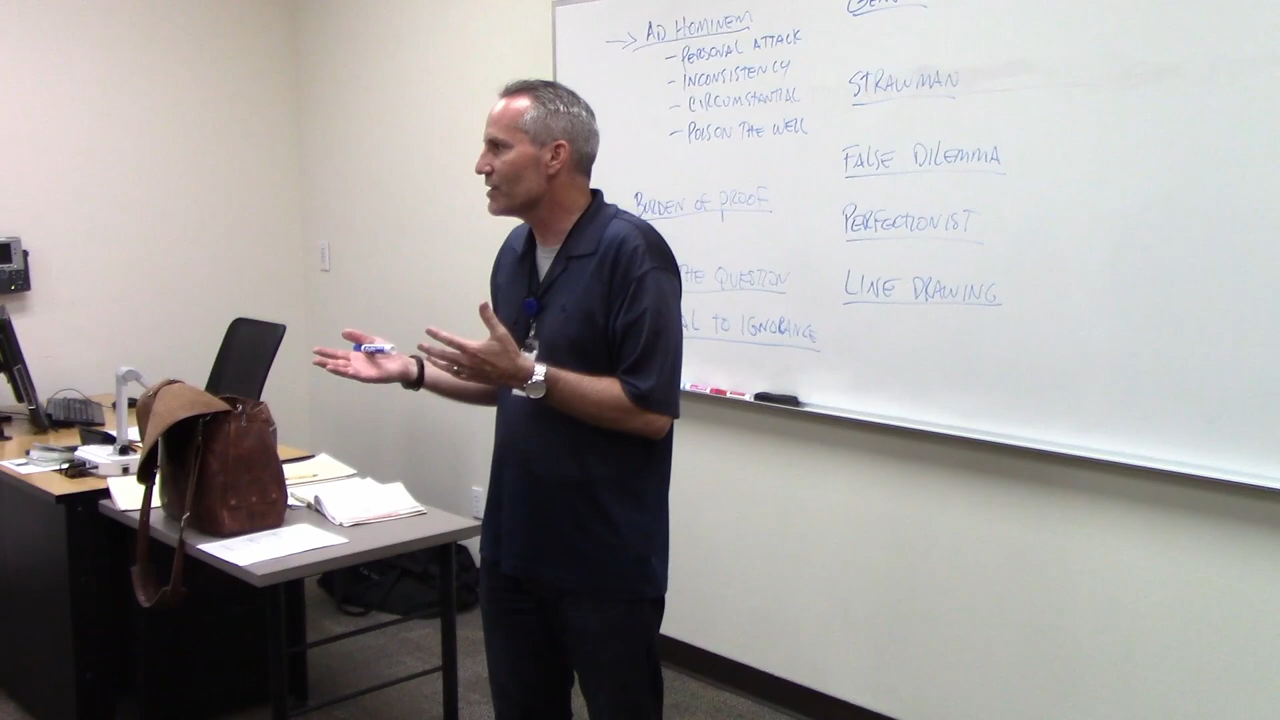 AD HOMINEM
- PERSONAL ATTACK
- INCONSISTENCY
- CIRCUMSTANTIAL
- POISON THE WELL
BURDEN OF PROOF
THE QUESTION
AL TO IGNORANCE
STRAWMAN
FALSE DILEMMA
PERFECTIONIST
LINE DRAWING